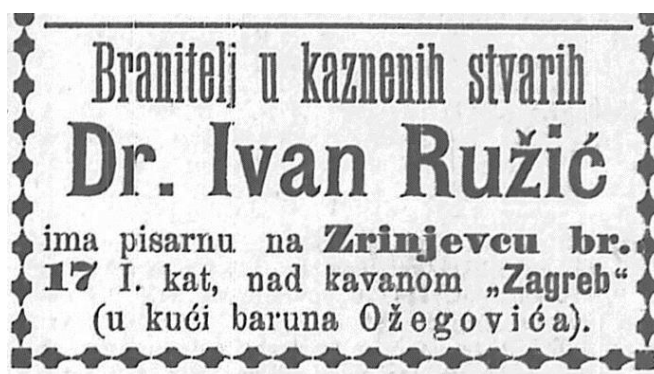 Branitelj u kaznenih stvarih
Dr. Ivan Ružić
ima pisarnu na Zrinjevcu br.
17 I. kat, nad kavanom „Zagreb“
(u kući baruna Ožegovića).